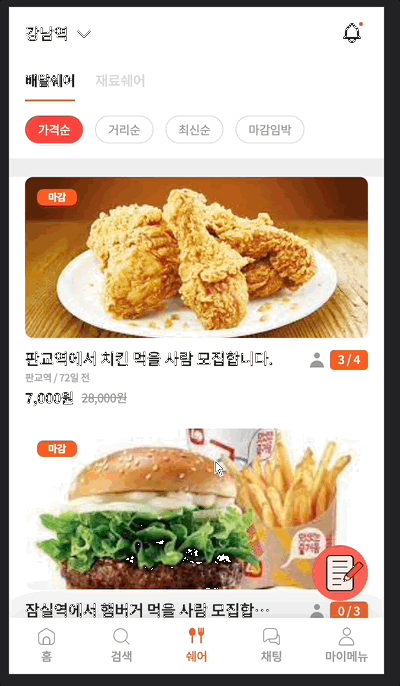 강남역
배달쉐어 재료쉐어
가격순 거리순 최신순 마감임박
마감
판교역에서 치킨 먹을 사람 모집합니다.
3 / 4
판교역 / 72일 전
7,000원 28,000원
마감
잠실역에서 햄버거 먹을 사람 모집합…
0 / 3
홈 검색 쉐어 채팅 마이메뉴